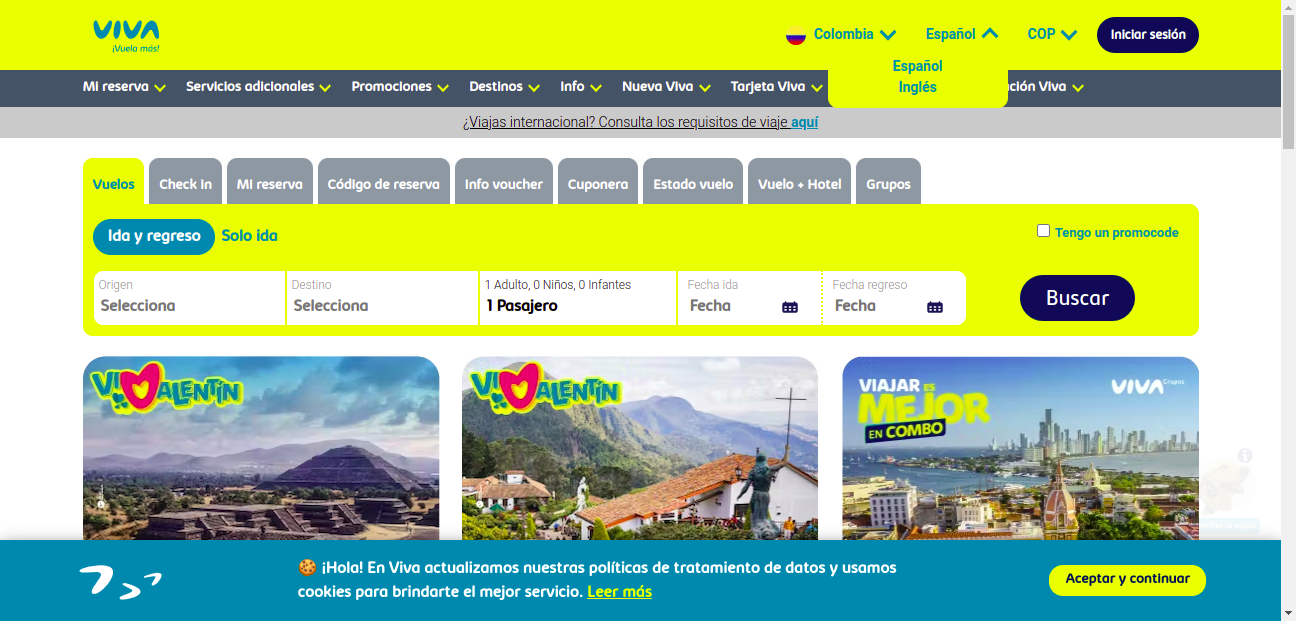 VIVA
¡Vuela más!
Colombia
Español
COP
Iniciar sesión
Español
Inglés
Mi reserva
Servicios adicionales
Promociones
Destinos
Info
Nueva Viva
Tarjeta Viva
ción Viva
¿Viajas internacional? Consulta los requisitos de viaje aquí
Vuelos
Check In
Mi reserva
Código de reserva
Info voucher
Cuponera
Estado vuelo
Vuelo + Hotel
Grupos
Ida y regreso
Solo ida
Tengo un promocode
Origen
Selecciona
Destino
Selecciona
1 Adulto, 0 Niños, 0 Infantes
1 Pasajero
Fecha ida
Fecha
Fecha regreso
Fecha
Buscar
VIVALENTÍN
VIVALENTÍN
VIAJAR ES
MEJOR
EN COMBO
VIVA Grupos
🍪 ¡Hola! En Viva actualizamos nuestras políticas de tratamiento de datos y usamos
cookies para brindarte el mejor servicio. Leer más
Aceptar y continuar